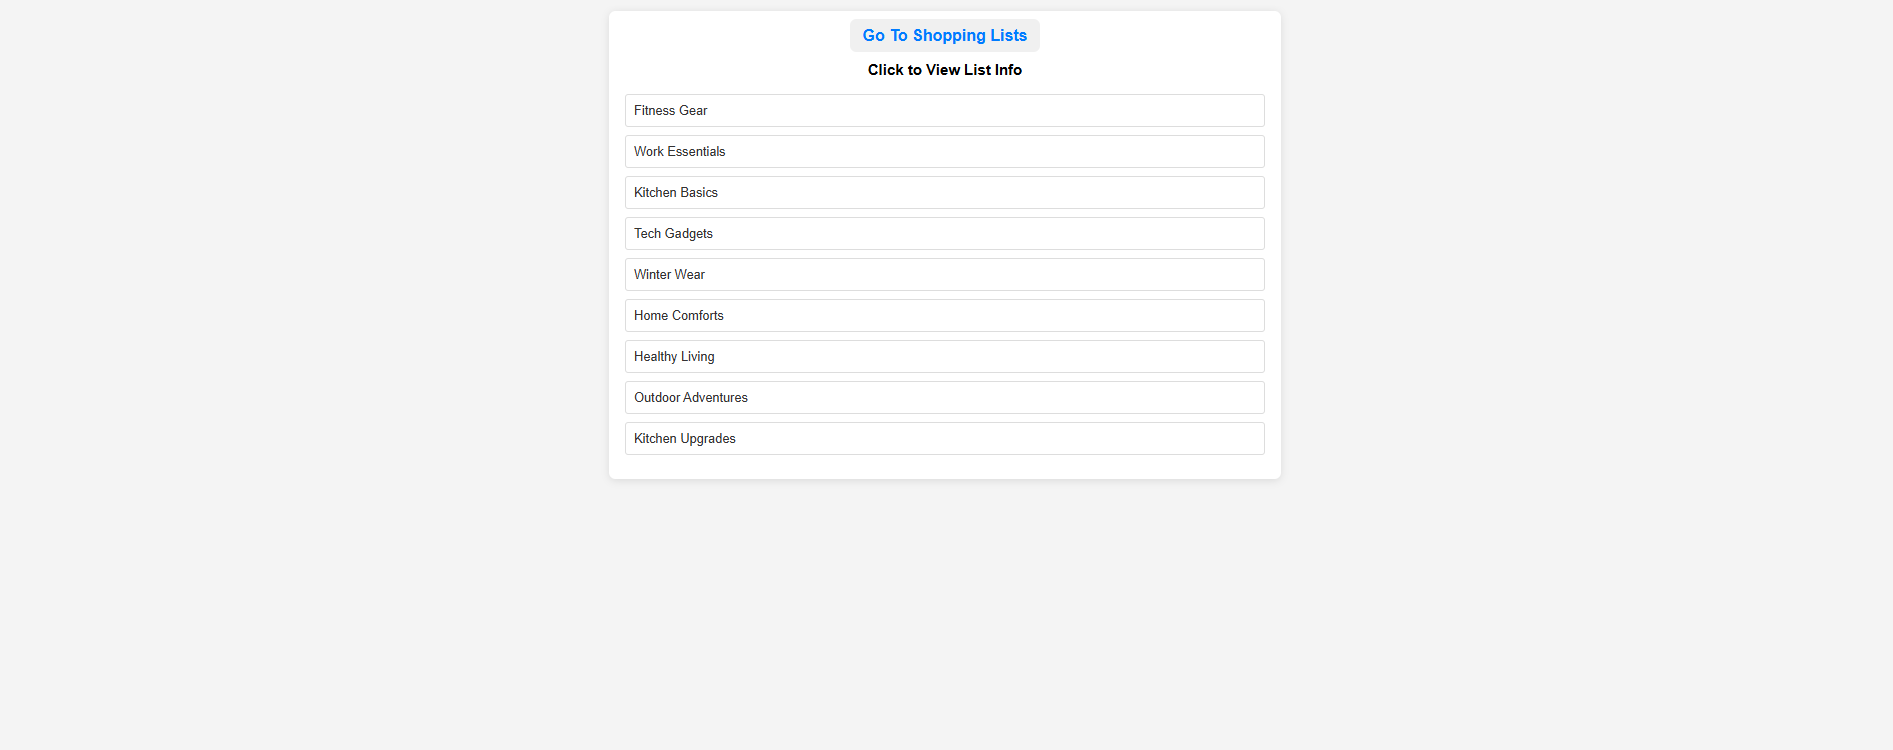 Go To Shopping Lists
Click to View List Info
Fitness Gear
Work Essentials
Kitchen Basics
Tech Gadgets
Winter Wear
Home Comforts
Healthy Living
Outdoor Adventures
Kitchen Upgrades